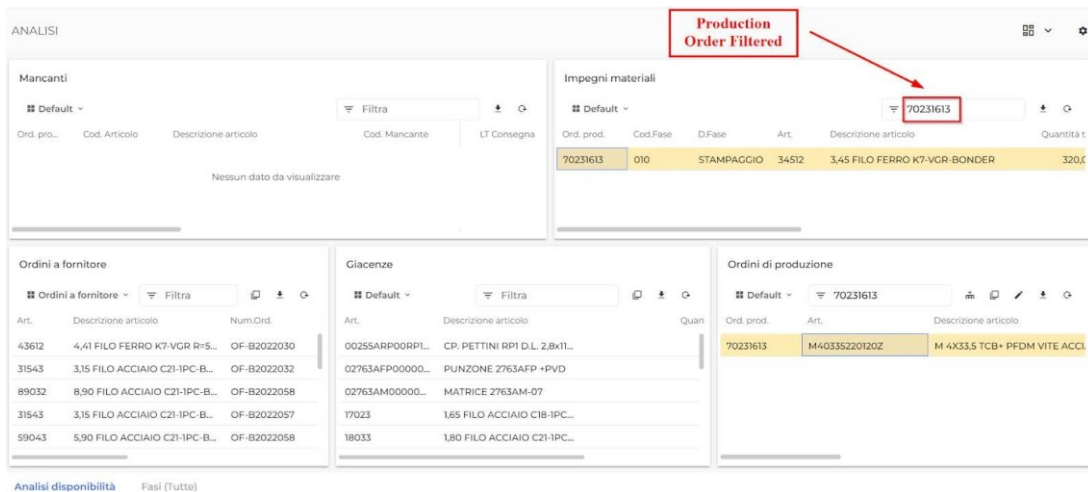 ANALISI
Production
Order Filtered
Mancanti
Default
Filtra
Ord. pro... Cod. Articolo Descrizione articolo Cod. Mancante LT Consegna
Nessun dato da visualizzare
Impegni materiali
Default
70231613
Ord. prod. Cod.Fase D.Fase Art. Descrizione articolo Quantità t
70231613 010 STAMPAGGIO 34512 3,45 FILO FERRO K7-VGR-BONDER 320,0
Ordini a fornitore
Ordini a fornitore Filtra
Art. Descrizione articolo Num.Ord.
43612 4,41 FILO FERRO K7-VGR R=5... OF-B2022030
31543 3,15 FILO ACCIAIO C21-1PC-B... OF-B2022032
89032 8,90 FILO ACCIAIO C21-1PC-B... OF-B2022058
31543 3,15 FILO ACCIAIO C21-1PC-B... OF-B2022057
59043 5,90 FILO ACCIAIO C21-1PC-B... OF-B2022058
Giacenze
Default Filtra
Art. Descrizione articolo Quan
00255ARP00RP1... CP. PETTINI RP1 D.L. 2,8x11...
02763AFP00000... PUNZONE 2763AFP +PVD
02763AM00000... MATRICE 2763AM-07
17023 1,65 FILO ACCIAIO C18-1PC...
18033 1,80 FILO ACCIAIO C21-1PC...
Ordini di produzione
Default 70231613
Ord. prod. Art. Descrizione articolo
70231613 M40335220120Z M 4X33,5 TCB+ PFDM VITE ACCI.
Analisi disponibilità Fasi (Tutte)